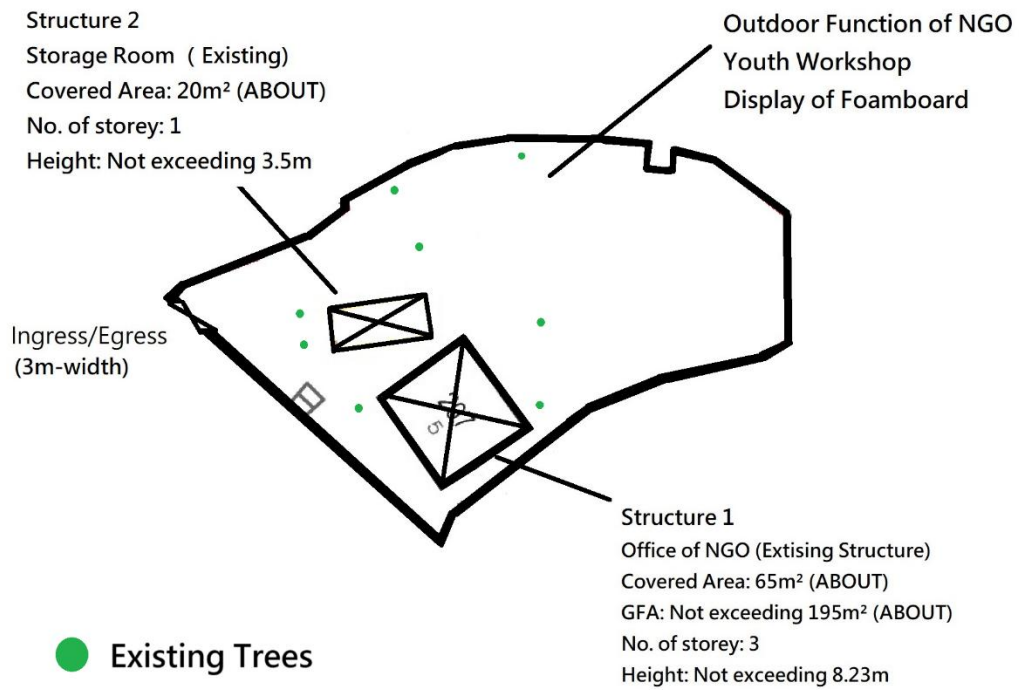 Structure 2
Storage Room ( Existing)
Covered Area: 20m² (ABOUT)
No. of storey: 1
Height: Not exceeding 3.5m
Outdoor Function of NGO
Youth Workshop
Display of Foamboard
Ingress/Egress
(3m-width)
Structure 1
Office of NGO (Extising Structure)
Covered Area: 65m² (ABOUT)
GFA: Not exceeding 195m² (ABOUT)
No. of storey: 3
Height: Not exceeding 8.23m
Existing Trees